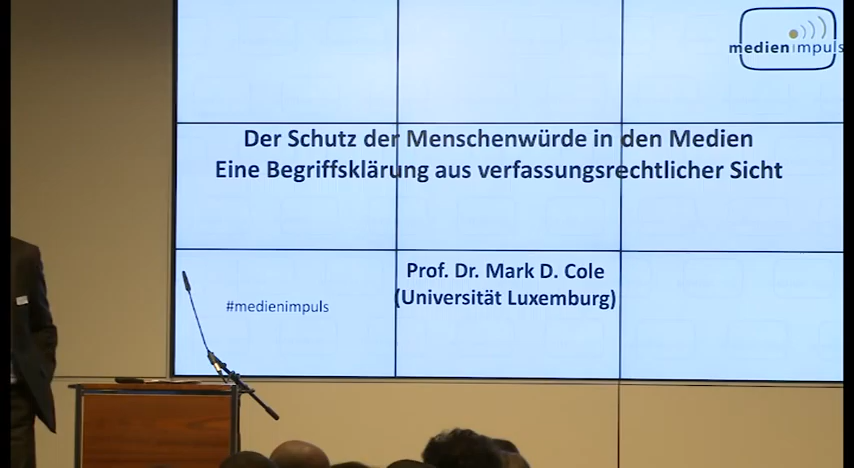 medienimpuls
Der Schutz der Menschenwürde in den Medien
Eine Begriffsklärung aus verfassungsrechtlicher Sicht
Prof. Dr. Mark D. Cole
(Universität Luxemburg)
#medienimpuls